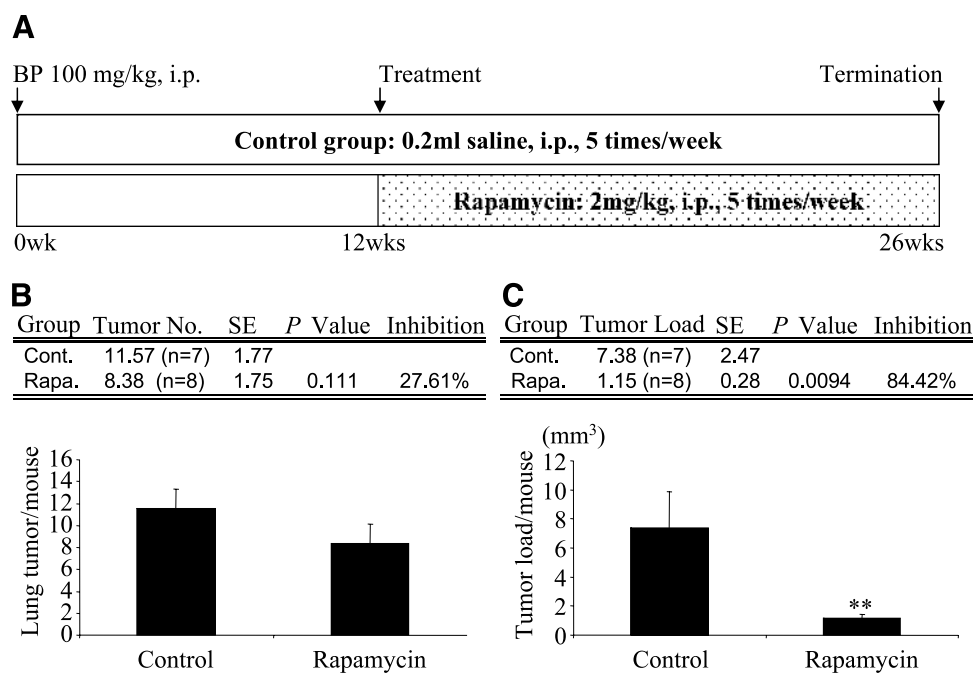 A
BP 100 mg/kg, i.p. Treatment Termination
Control group: 0.2ml saline, i.p., 5 times/week
Rapamycin: 2mg/kg, i.p., 5 times/week
0wk 12wks 26wks
B
Group Tumor No. SE P Value Inhibition
Cont. 11.57 (n=7) 1.77
Rapa. 8.38 (n=8) 1.75 0.111 27.61%
Lung tumor/mouse
16
14
12
10
8
6
4
2
0
Control Rapamycin
C
Group Tumor Load SE P Value Inhibition
Cont. 7.38 (n=7) 2.47
Rapa. 1.15 (n=8) 0.28 0.0094 84.42%
(mm³)
Tumor load/mouse
12
10
8
6
4
2
0
**
Control Rapamycin